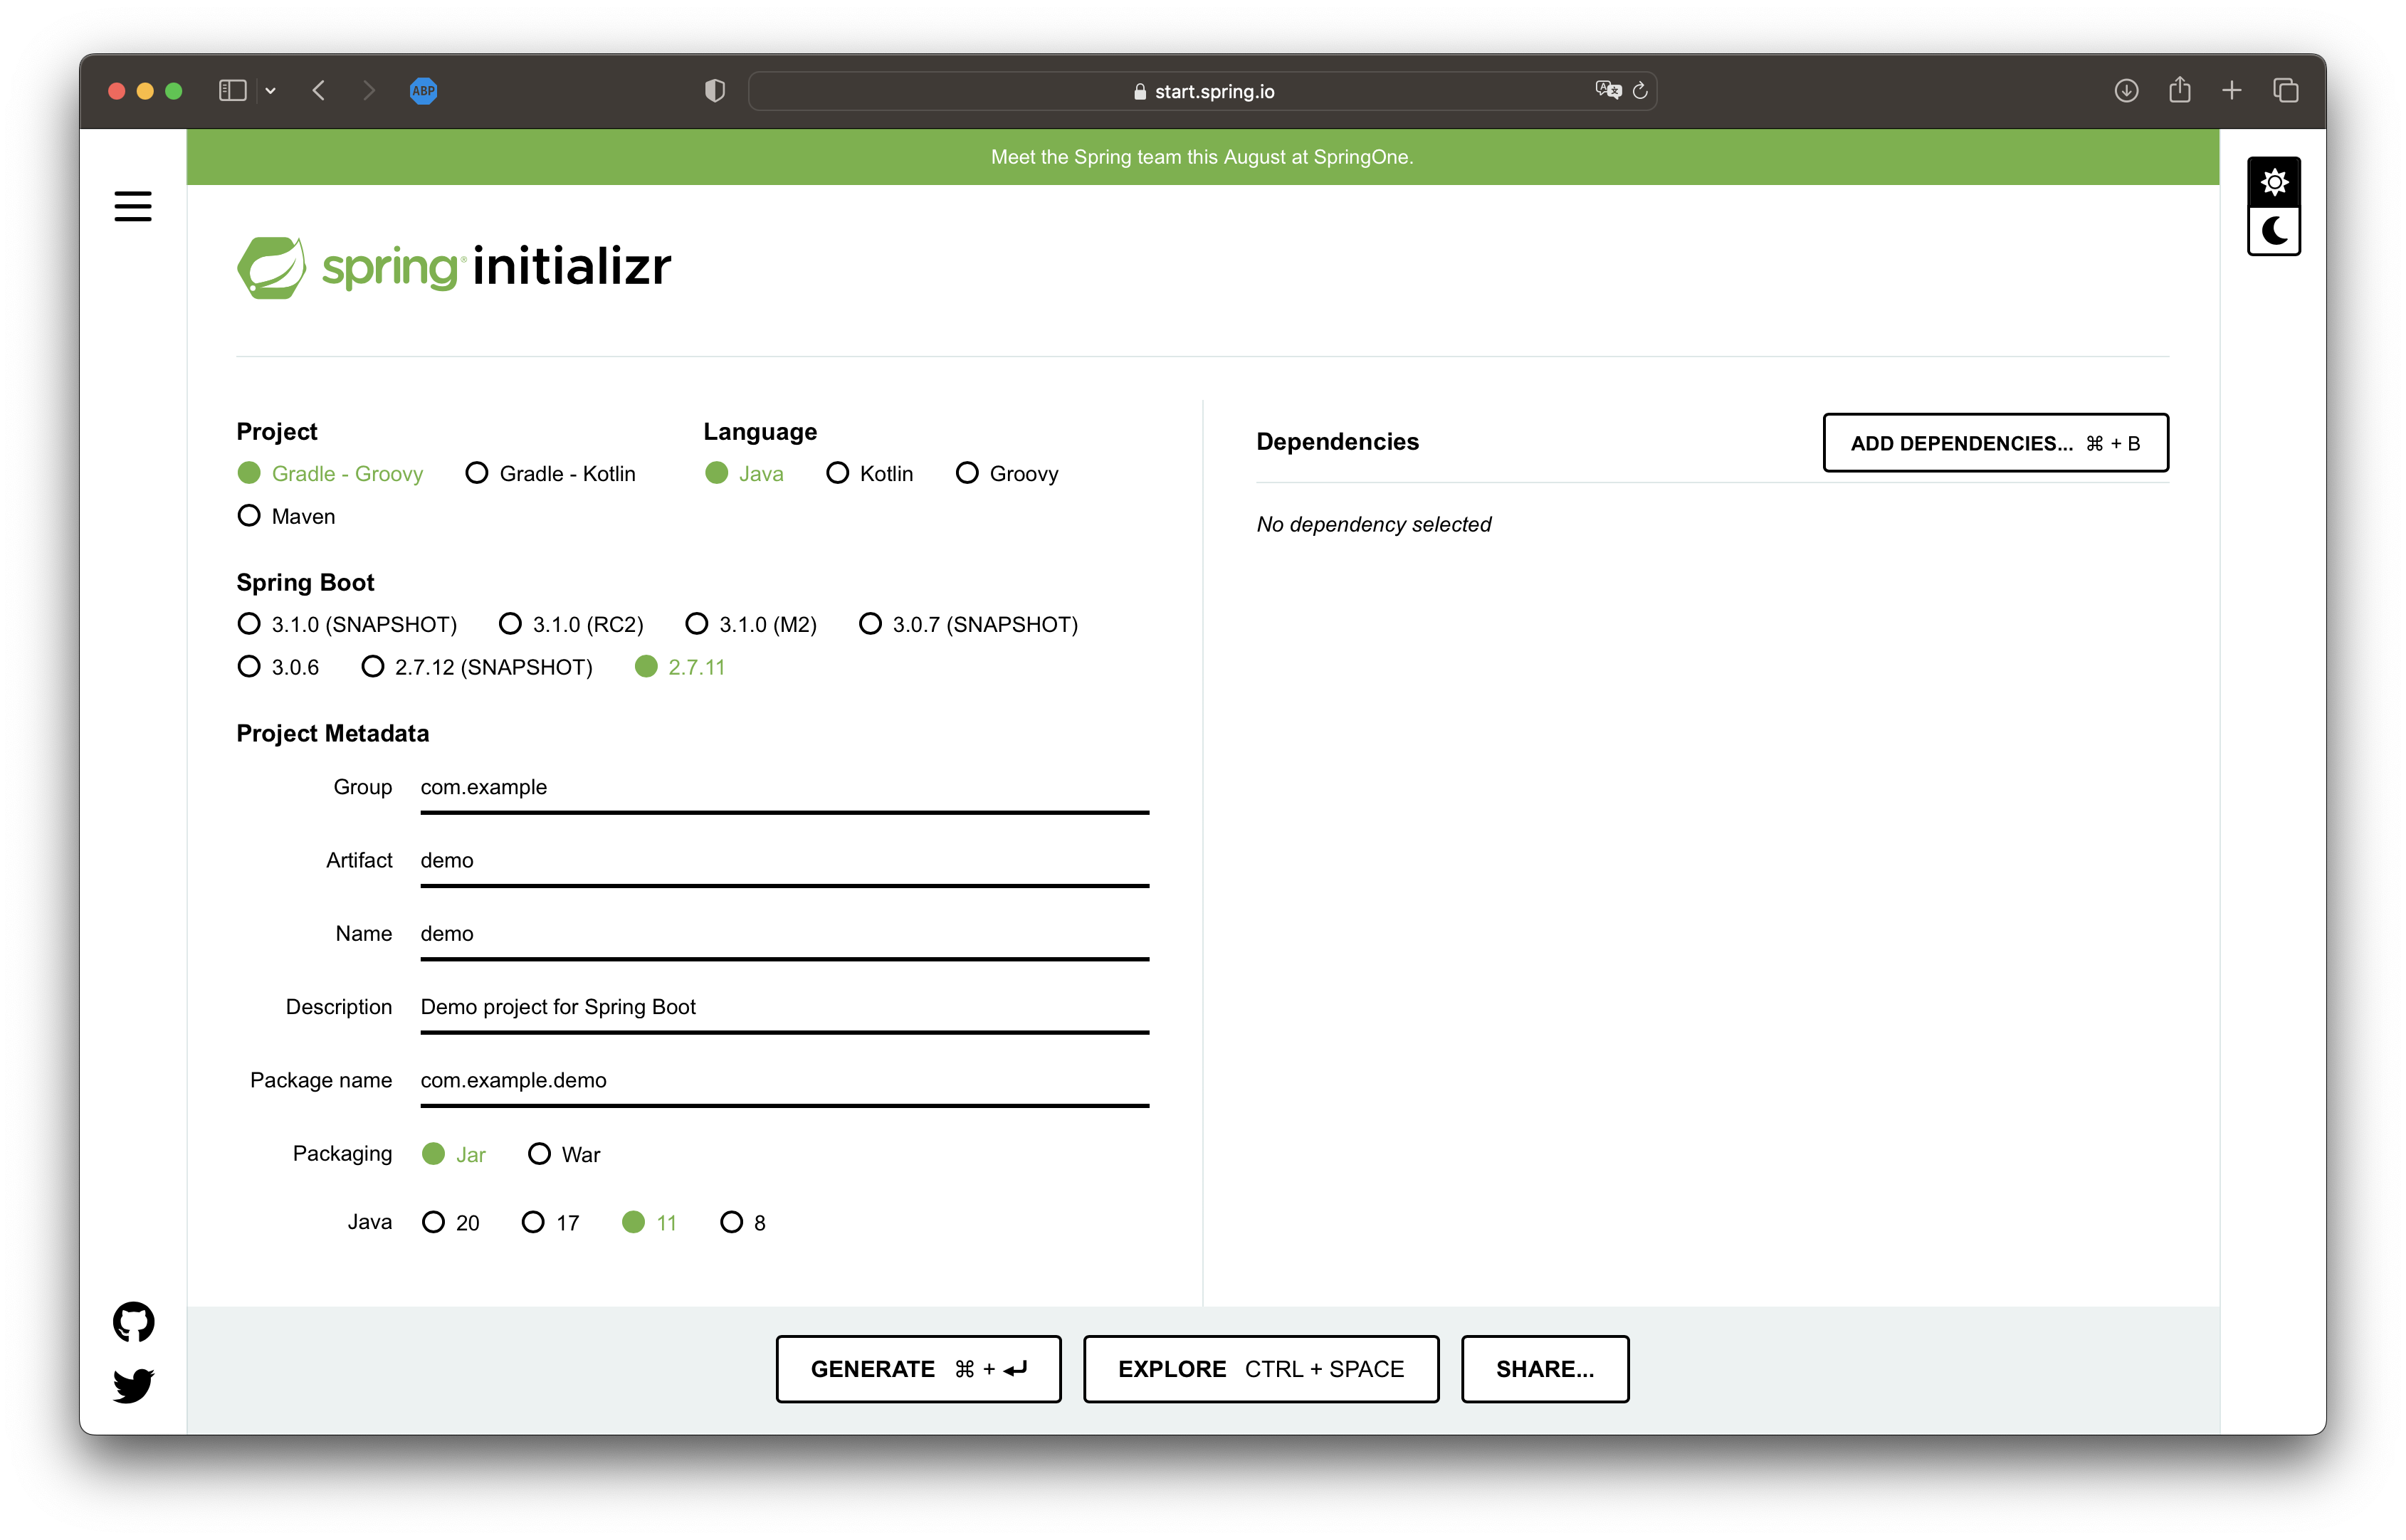 ABP
start.spring.io
Meet the Spring team this August at SpringOne.
spring® initializr
Project
Gradle - Groovy Gradle - Kotlin
Maven
Language
Java Kotlin Groovy
Spring Boot
3.1.0 (SNAPSHOT) 3.1.0 (RC2) 3.1.0 (M2) 3.0.7 (SNAPSHOT)
3.0.6 2.7.12 (SNAPSHOT) 2.7.11
Project Metadata
Group com.example
Artifact demo
Name demo
Description Demo project for Spring Boot
Package name com.example.demo
Packaging Jar War
Java 20 17 11 8
Dependencies
ADD DEPENDENCIES... ⌘ + B
No dependency selected
GENERATE ⌘ + ⏎
EXPLORE CTRL + SPACE
SHARE...